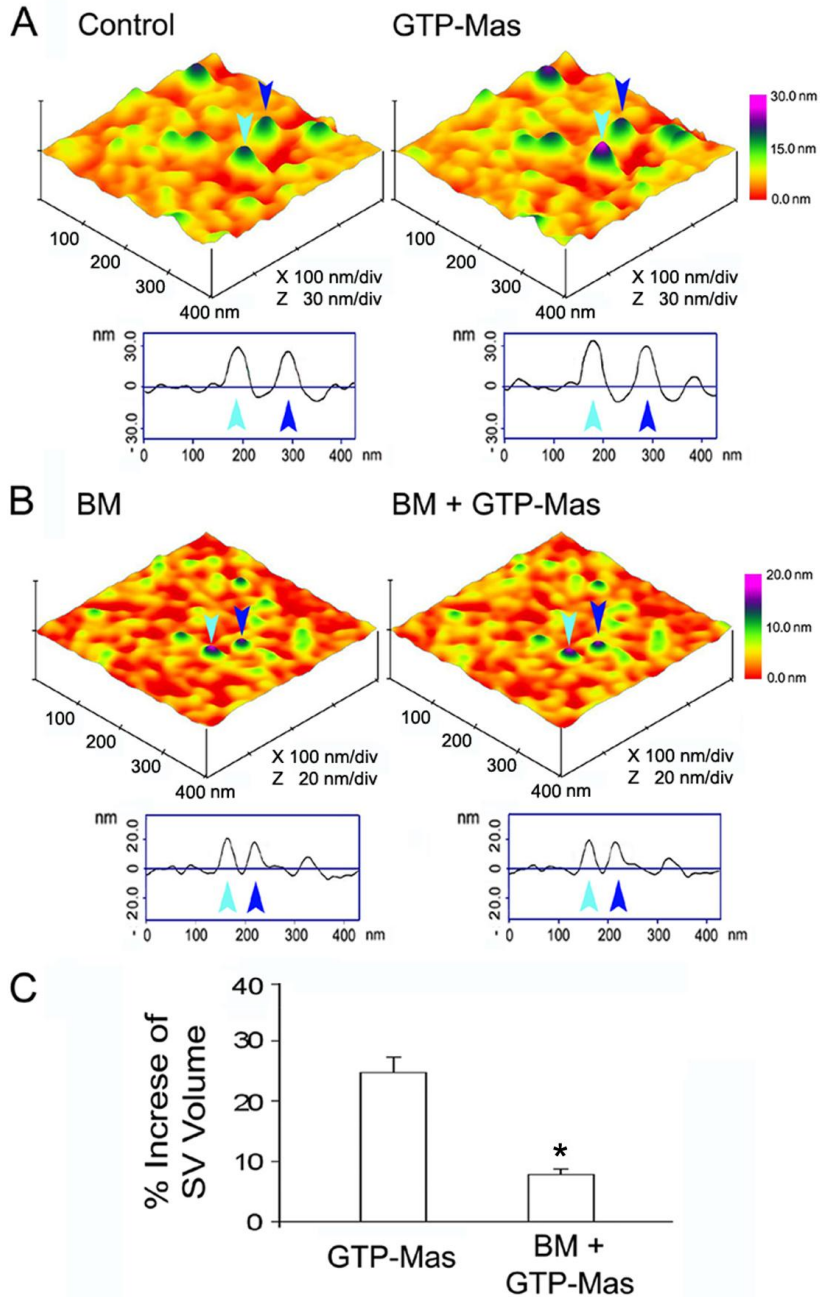 A Control GTP-Mas
30.0 nm
15.0 nm
0.0 nm
100
200
300
400 nm
X 100 nm/div
Z 30 nm/div
100
200
300
400 nm
X 100 nm/div
Z 30 nm/div
nm
30.0
0
30.0
-
0 100 200 300 400 nm
nm
30.0
0
30.0
-
0 100 200 300 400 nm
B BM BM + GTP-Mas
20.0 nm
10.0 nm
0.0 nm
100
200
300
400 nm
X 100 nm/div
Z 20 nm/div
100
200
300
400 nm
X 100 nm/div
Z 20 nm/div
nm
20.0
0
20.0
-
0 100 200 300 400 nm
nm
20.0
0
20.0
-
0 100 200 300 400 nm
C
% Increse of
SV Volume
40
30
20
10
0
*
GTP-Mas
BM +
GTP-Mas